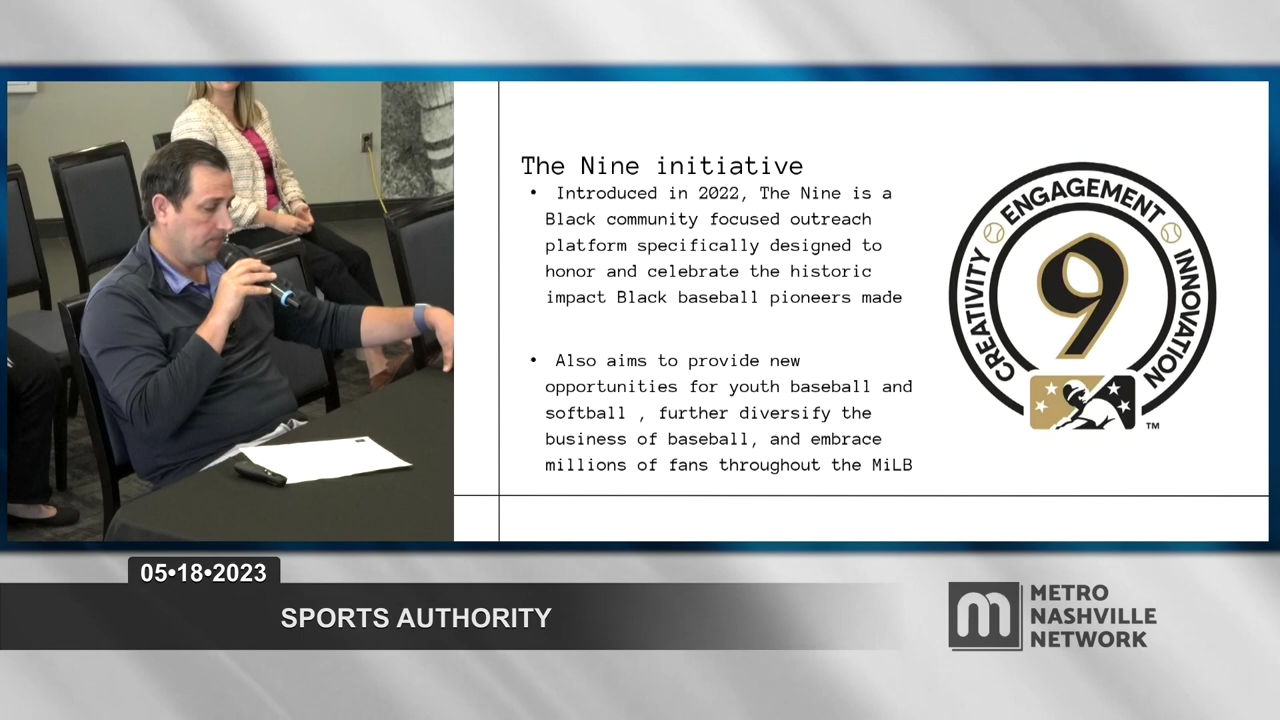 The Nine initiative
• Introduced in 2022, The Nine is a
Black community focused outreach
platform specifically designed to
honor and celebrate the historic
impact Black baseball pioneers made
• Also aims to provide new
opportunities for youth baseball and
softball , further diversify the
business of baseball, and embrace
millions of fans throughout the MiLB
CREATIVITY ENGAGEMENT INNOVATION
9
TM
05•18•2023
SPORTS AUTHORITY
m
METRO
NASHVILLE
NETWORK